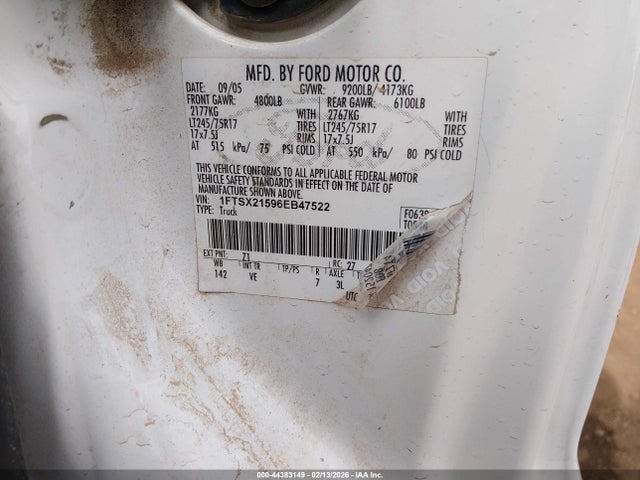 MFD. BY FORD MOTOR CO.
DATE: 09/05 GVWR: 9200LB/ 4173KG
FRONT GAWR: 4800LB REAR GAWR: 6100LB
2177KG WITH 2767KG WITH
LT245/75R17 TIRES LT245/75R17 TIRES
17x7.5J RIMS 17x7.5J RIMS
AT 515 kPa/ 75 PSI COLD AT 550 kPa/ 80 PSI COLD
THIS VEHICLE CONFORMS TO ALL APPLICABLE FEDERAL MOTOR
VEHICLE SAFETY STANDARDS IN EFFECT ON THE DATE OF
MANUFACTURE SHOWN ABOVE.
VIN: 1FTSX21596EB47522
TYPE: Truck
EXT PNT: Z1 RC: 27
WB INT TR TP/PS R AXLE
142 VE 7 3L
UTC
VOID
000-44383149 - 02/13/2026 - IAA Inc.